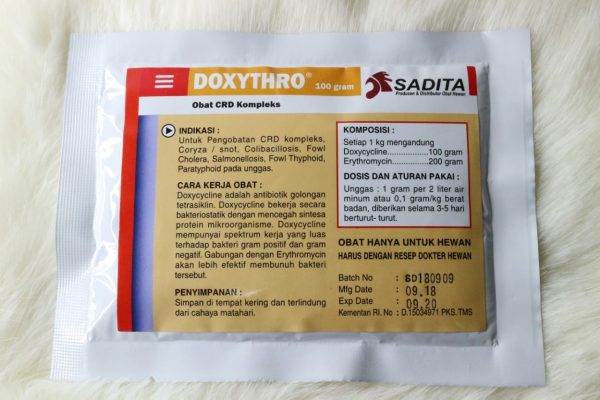 DOXYTHRO® 100 gram
SADITA
Produsen & Distributor Obat Hewan
Obat CRD Kompleks
INDIKASI :
Untuk Pengobatan CRD kompleks,
Coryza / snot, Colibacillosis, Fowl
Cholera, Salmonellosis, Fowl Thyphoid,
Paratyphoid pada unggas.
CARA KERJA OBAT :
Doxycycline adalah antibiotik golongan
tetrasiklin. Doxycycline bekerja secara
bakteriostatik dengan mencegah sintesa
protein mikroorganisme. Doxycycline
mempunyai spektrum kerja yang luas
terhadap bakteri gram positif dan gram
negatif. Gabungan dengan Erythromycin
akan lebih efektif membunuh bakteri
tersebut.
PENYIMPANAN :
Simpan di tempat kering dan terlindung
dari cahaya matahari.
KOMPOSISI :
Setiap 1 kg mengandung
Doxycycline....................100 gram
Erythromycin..................200 gram
DOSIS DAN ATURAN PAKAI :
Unggas : 1 gram per 2 liter air
minum atau 0,1 gram/kg berat
badan, diberikan selama 3-5 hari
berturut- turut.
OBAT HANYA UNTUK HEWAN
HARUS DENGAN RESEP DOKTER HEWAN
Batch No : SD180909
Mfg Date : 09.18
Exp Date : 09.20
Kementan RI. No : D.15034971 PKS. TMS